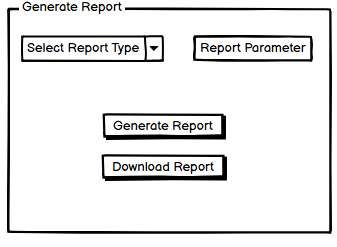 Generate Report
Select Report Type
Report Parameter
Generate Report
Download Report